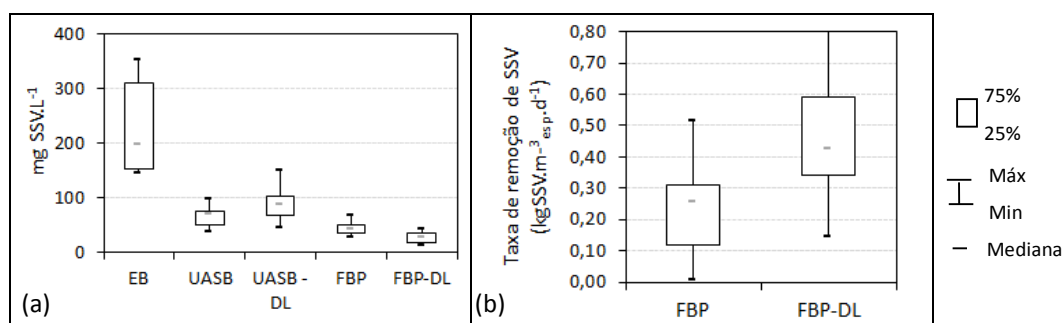 400
300
200
100
0
mg SSV.L⁻¹
EB
UASB
UASB -
DL
FBP
FBP-DL
(a)
Taxa de remoção de SSV
(kgSSV.m⁻³esp.d⁻¹)
0,80
0,70
0,60
0,50
0,40
0,30
0,20
0,10
0,00
FBP
FBP-DL
(b)
75%
25%
Máx
Min
Mediana